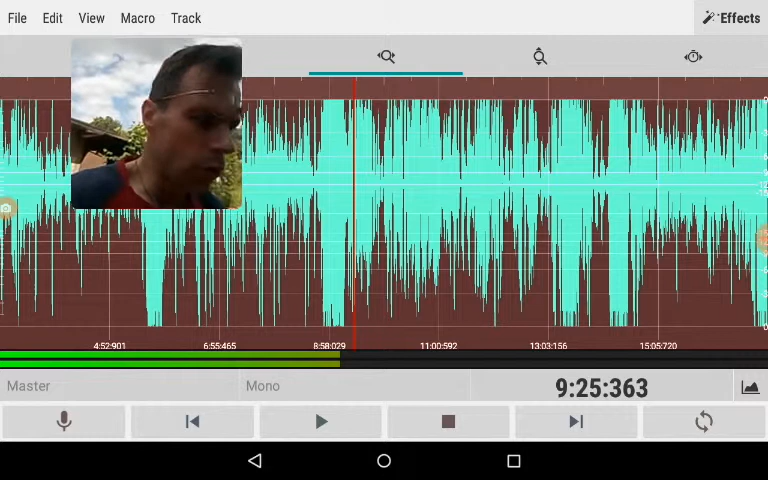 File Edit View Macro Track Effects
4:52:901 6:55:465 8:58:029 11:00:592 13:03:156 15:05:720
Master Mono 9:25:363